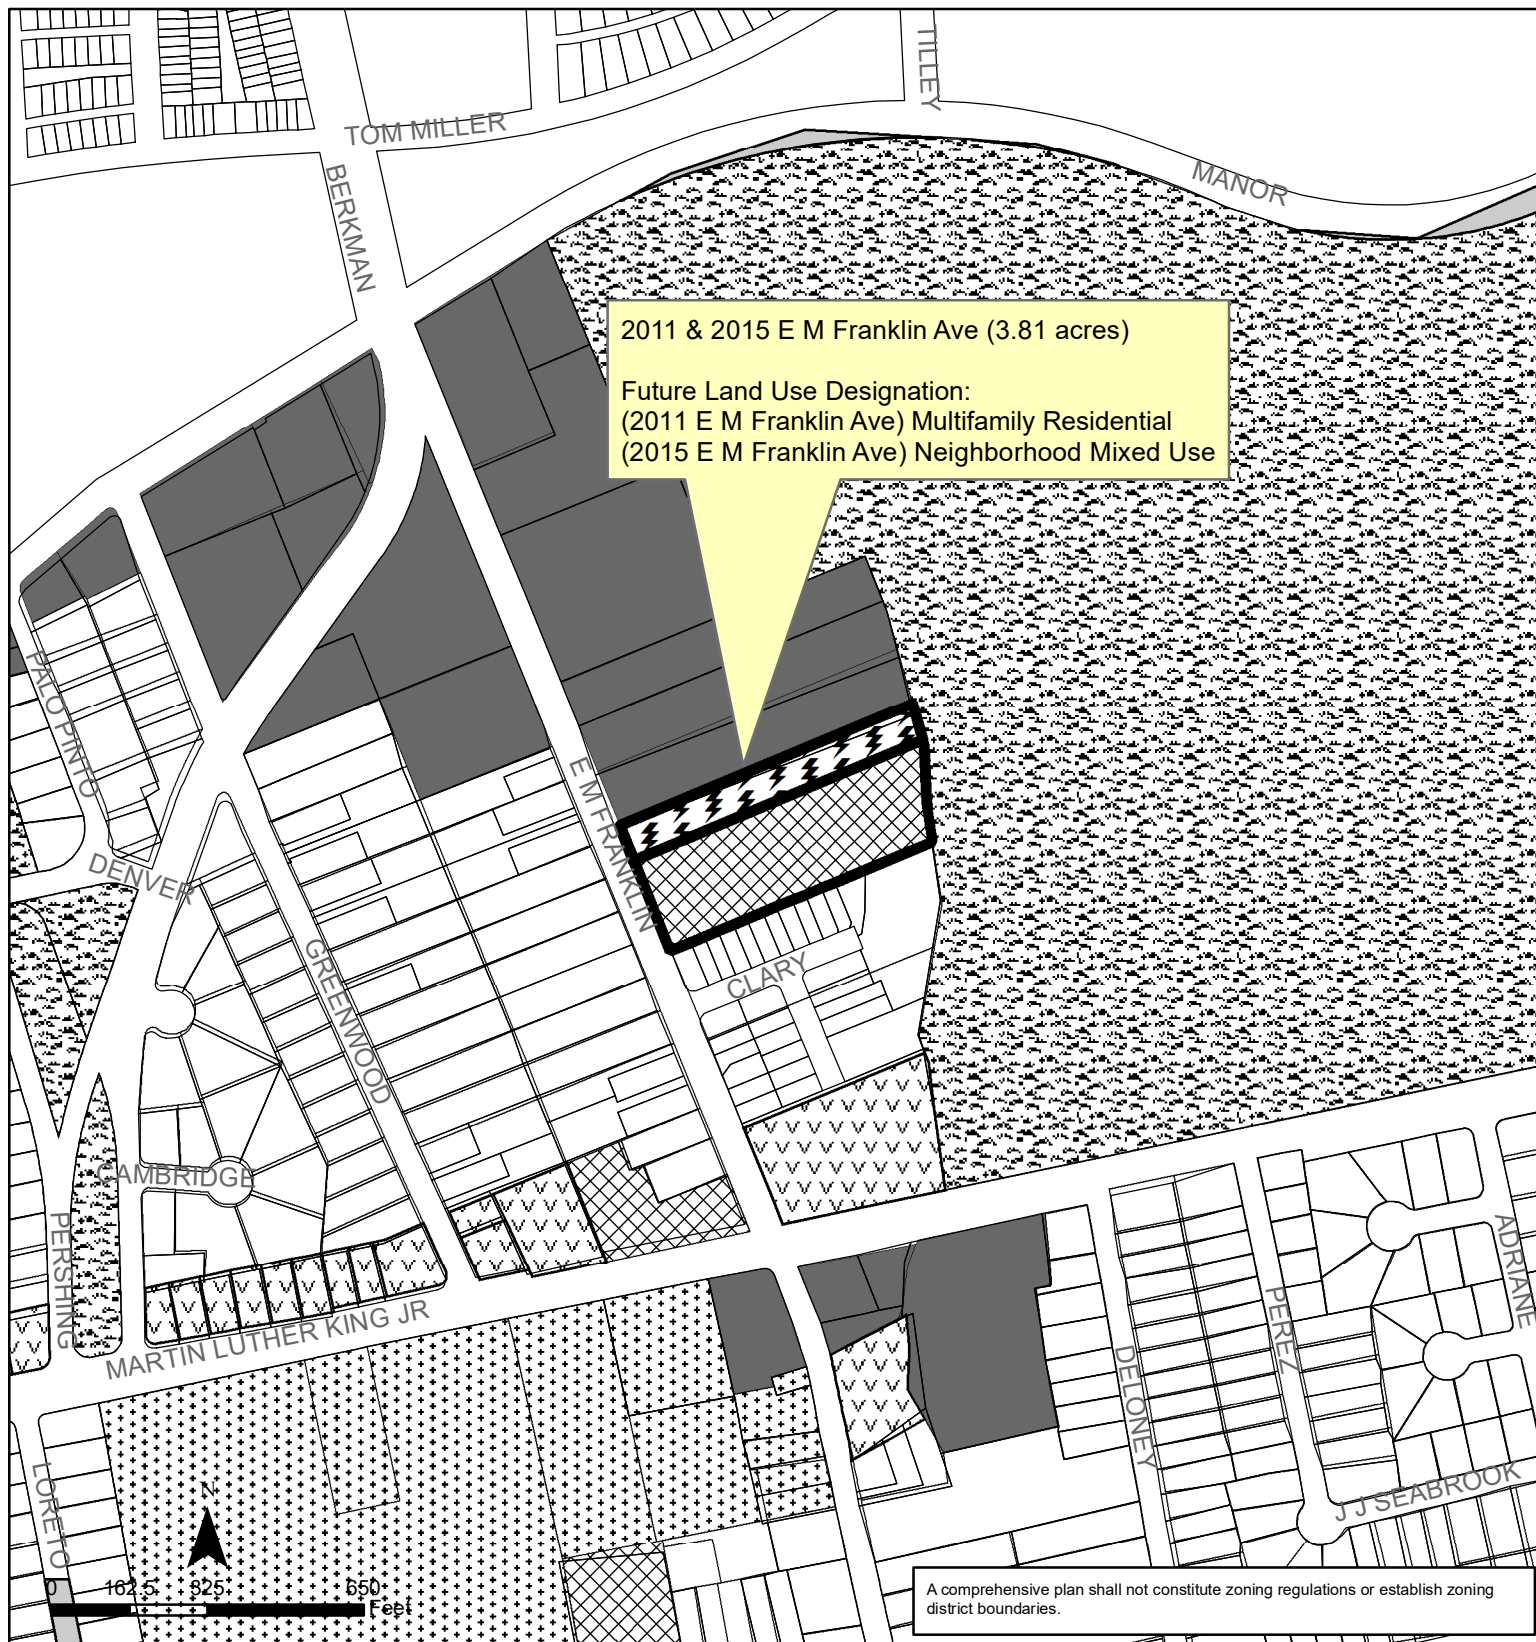 TILLEY
TOM MILLER
MANOR
BERKMAN
2011 & 2015 E M Franklin Ave (3.81 acres)
Future Land Use Designation:
(2011 E M Franklin Ave) Multifamily Residential
(2015 E M Franklin Ave) Neighborhood Mixed Use
PALO PINTO
E M FRANKLIN
DENVER
GREENWOOD
CLARY
CAMBRIDGE
PERSHING
ADRIANE
PEREZ
MARTIN LUTHER KING JR
DELONEY
LORETO
J J SEABROOK
N
0 162.5 325 650
Feet
A comprehensive plan shall not constitute zoning regulations or establish zoning
district boundaries.